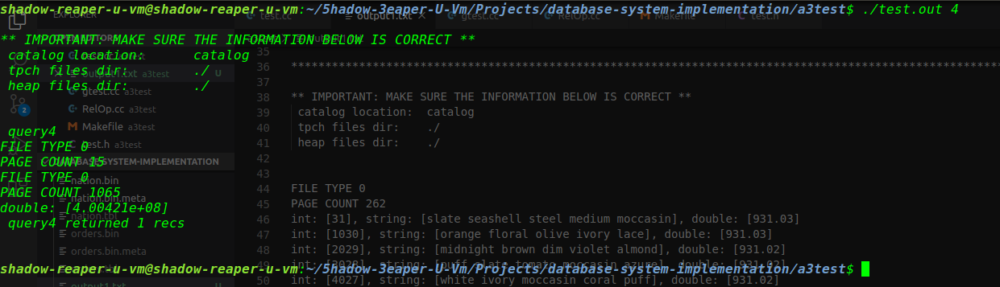 shadow-reaper-u-vm@shadow-reaper-u-vm:~/5hadow-3eaper-U-Vm/Projects/database-system-implementation/a3test$ ./test.out 4
** IMPORTANT: MAKE SURE THE INFORMATION BELOW IS CORRECT **
catalog location: catalog
tpch files dir: ./
heap files dir: ./
query4
FILE TYPE 0
PAGE COUNT 15
FILE TYPE 0
PAGE COUNT 1065
double: [4.00421e+08]
query4 returned 1 recs
shadow-reaper-u-vm@shadow-reaper-u-vm:~/5hadow-3eaper-U-Vm/Projects/database-system-implementation/a3test$
EXPLORER
OPEN EDITORS
output1.txt a3test U
gtest.cc a3test
RelOp.cc a3test
Makefile a3test
test.h a3test
2
DATABASE-SYSTEM-IMPLEMENTATION
nation.bin
nation.bin.meta
nation.tbl
orders.bin
orders.bin.meta
output1.txt U
test.cc
output1.txt
gtest.cc
RelOp.cc
Makefile
test.h
35
36
37
38 ** IMPORTANT: MAKE SURE THE INFORMATION BELOW IS CORRECT **
39 catalog location: catalog
40 tpch files dir: ./
41 heap files dir: ./
42
43
44 FILE TYPE 0
45 PAGE COUNT 262
46 int: [31], string: [slate seashell steel medium moccasin], double: [931.03]
47 int: [1030], string: [orange floral olive ivory lace], double: [931.03]
48 int: [2029], string: [midnight brown dim violet almond], double: [931.02]
49 int: [3028], string: [puff slate tomato moccasin azure], double: [931.02]
50 int: [4027], string: [white ivory moccasin coral puff], double: [931.02]